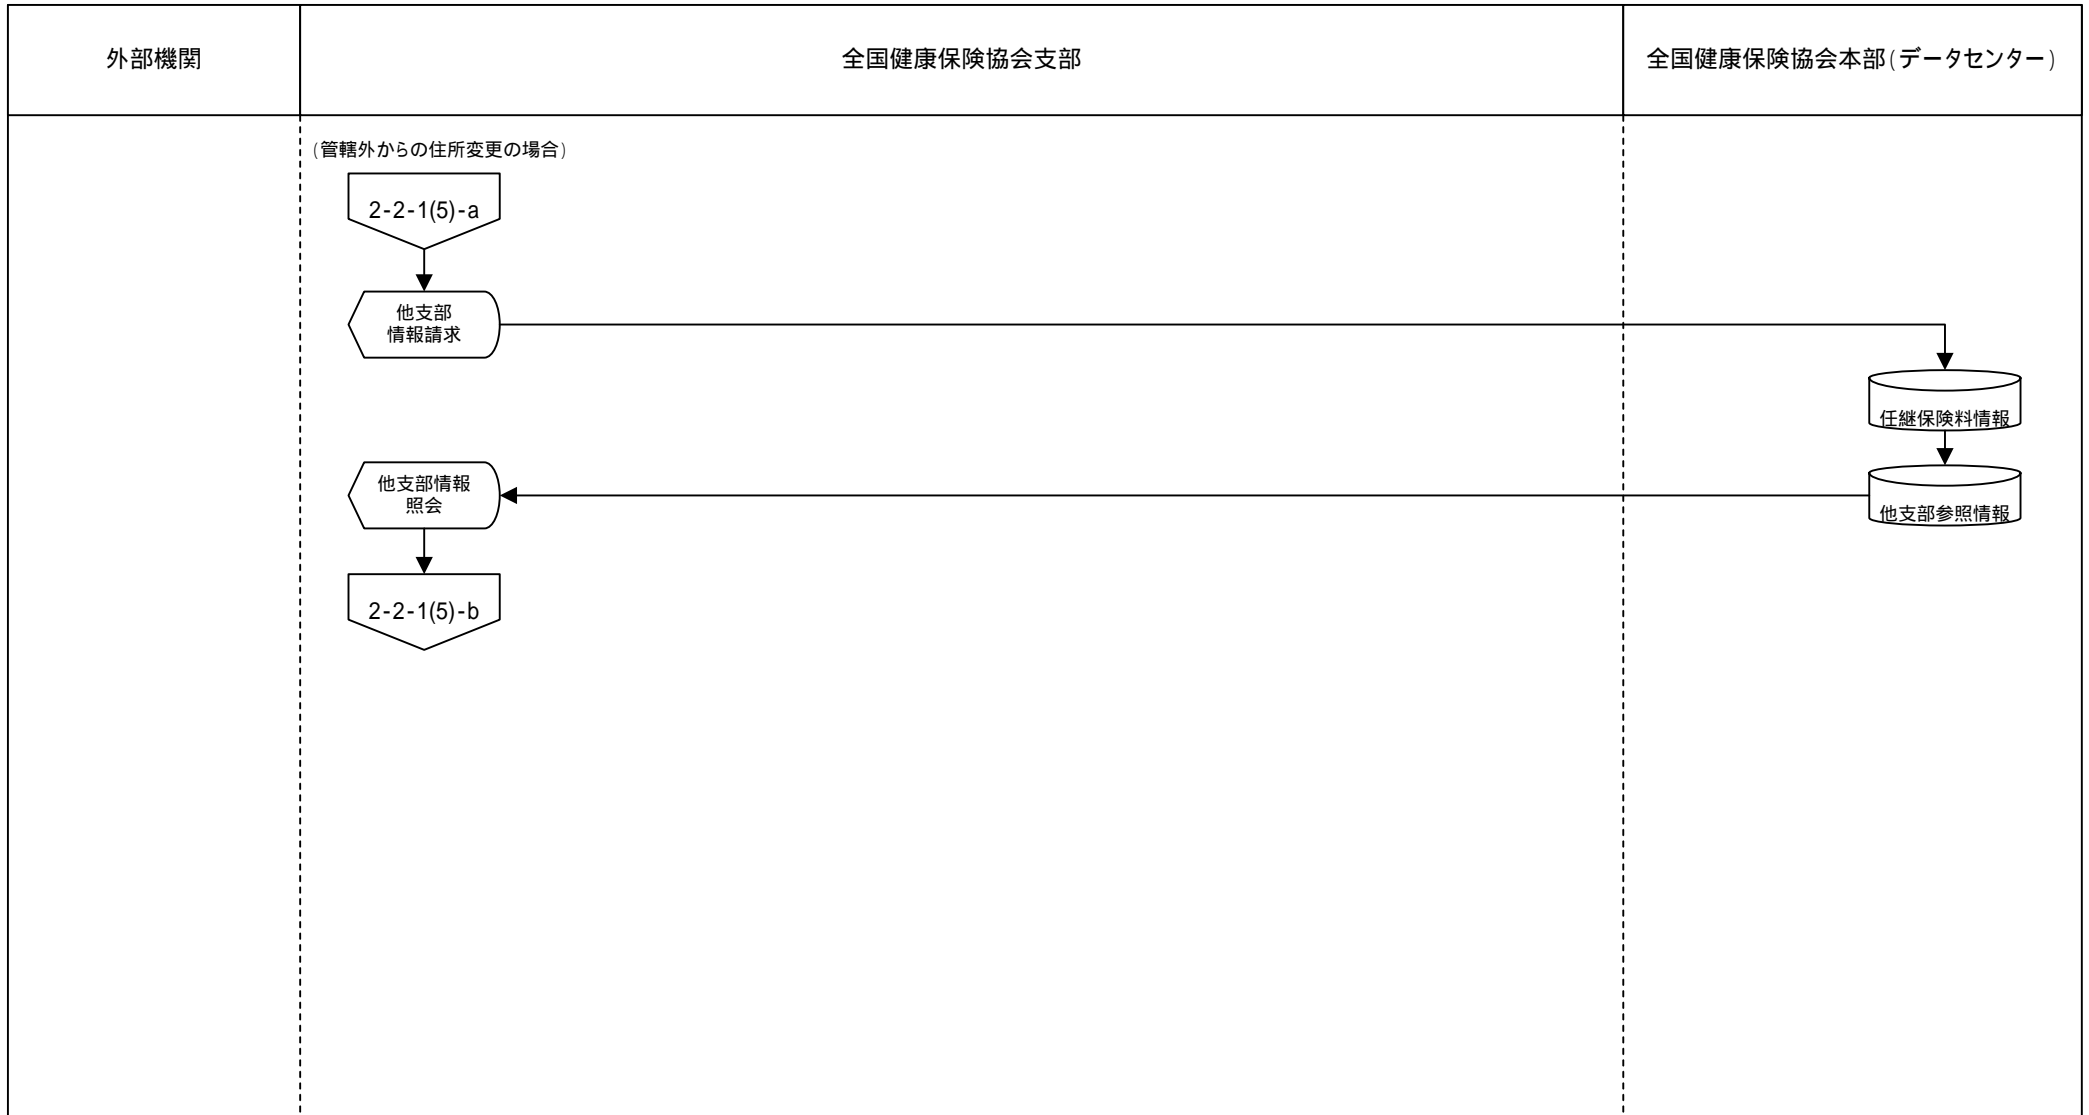 外部機関
全国健康保険協会支部
全国健康保険協会本部(データセンター)
(管轄外からの住所変更の場合)
2-2-1(5)-a
他支部
情報請求
任継保険料情報
他支部情報
照会
他支部参照情報
2-2-1(5)-b